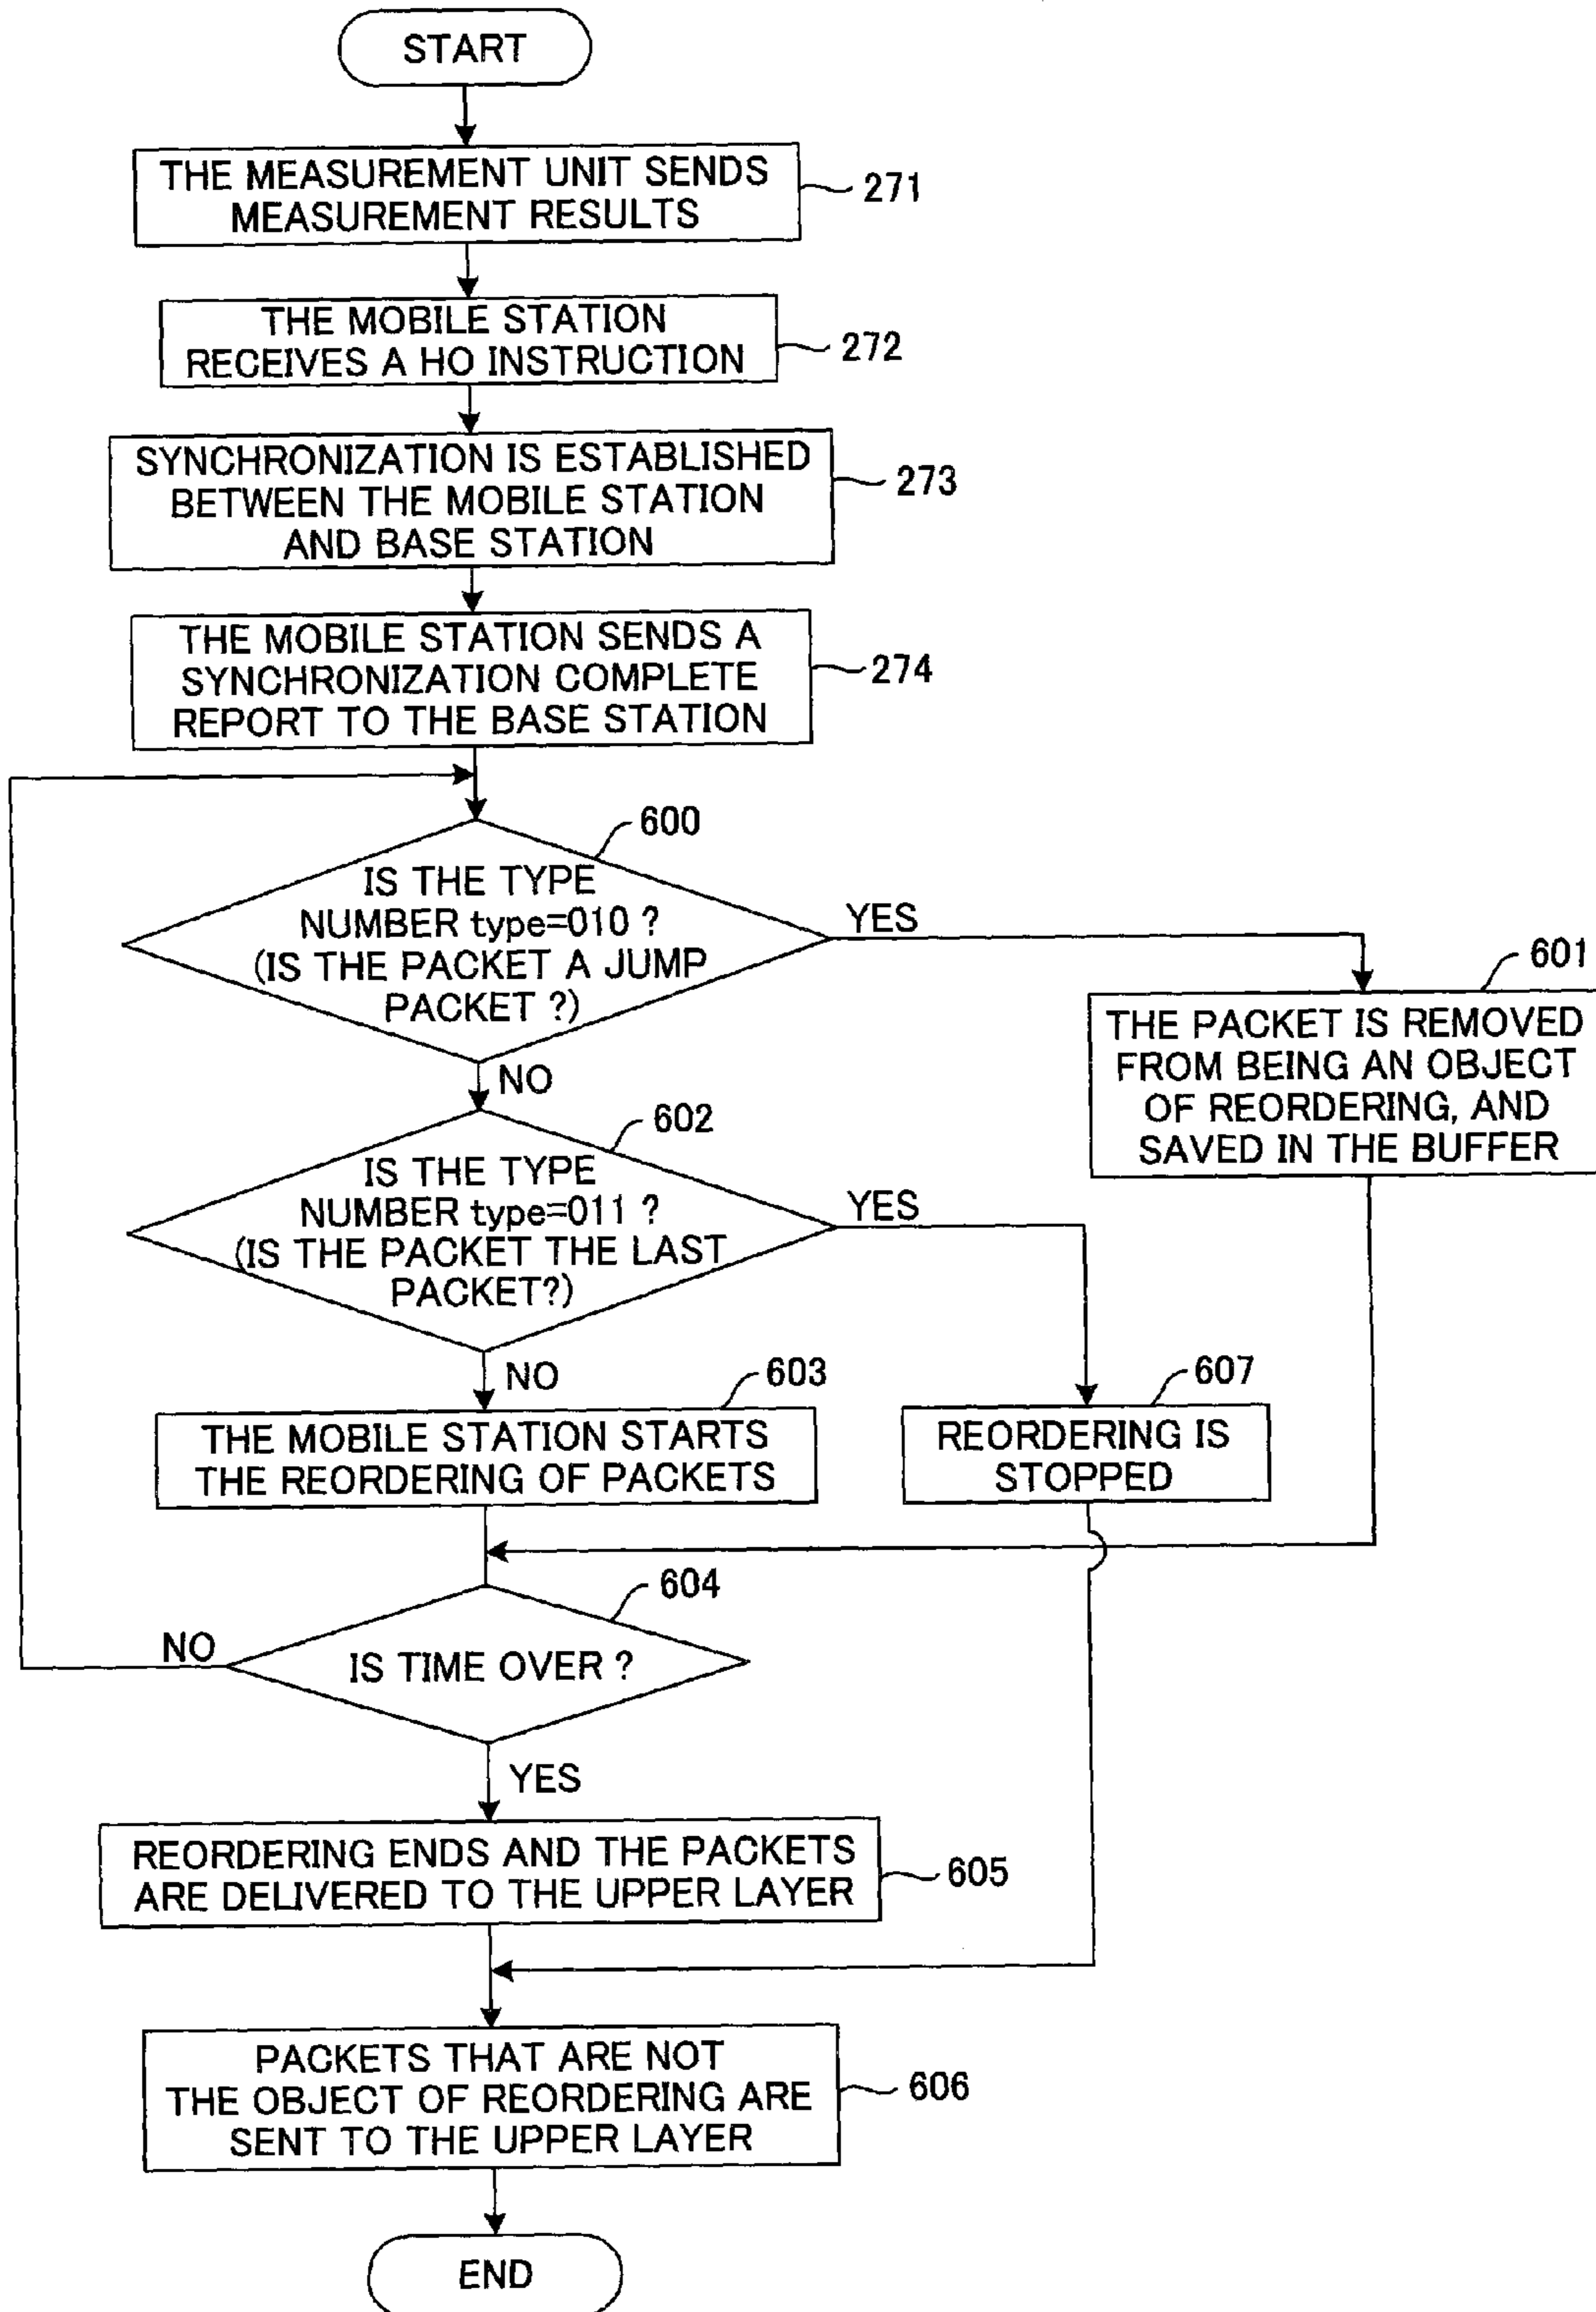 START
THE MEASUREMENT UNIT SENDS
MEASUREMENT RESULTS
271
THE MOBILE STATION
RECEIVES A HO INSTRUCTION
272
SYNCHRONIZATION IS ESTABLISHED
BETWEEN THE MOBILE STATION
AND BASE STATION
273
THE MOBILE STATION SENDS A
SYNCHRONIZATION COMPLETE
REPORT TO THE BASE STATION
274
600
IS THE TYPE
NUMBER type=010 ?
(IS THE PACKET A JUMP
PACKET ?)
YES
601
THE PACKET IS REMOVED
FROM BEING AN OBJECT
OF REORDERING, AND
SAVED IN THE BUFFER
NO
602
IS THE TYPE
NUMBER type=011 ?
(IS THE PACKET THE LAST
PACKET?)
YES
NO
603
THE MOBILE STATION STARTS
THE REORDERING OF PACKETS
607
REORDERING IS
STOPPED
604
IS TIME OVER ?
NO
YES
REORDERING ENDS AND THE PACKETS
ARE DELIVERED TO THE UPPER LAYER
605
PACKETS THAT ARE NOT
THE OBJECT OF REORDERING ARE
SENT TO THE UPPER LAYER
606
END